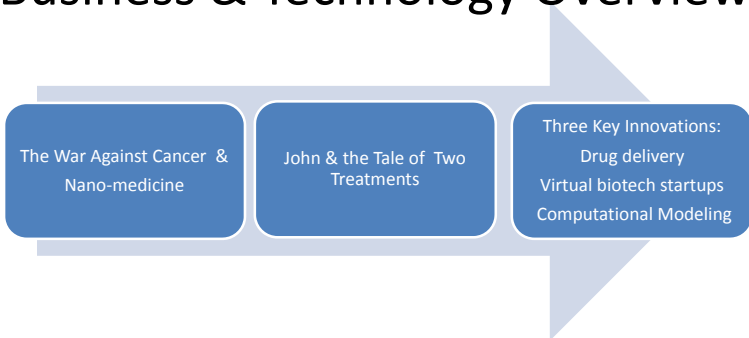 Business & Technology Overview
The War Against Cancer &
Nano-medicine
John & the Tale of Two
Treatments
Three Key Innovations:
Drug delivery
Virtual biotech startups
Computational Modeling